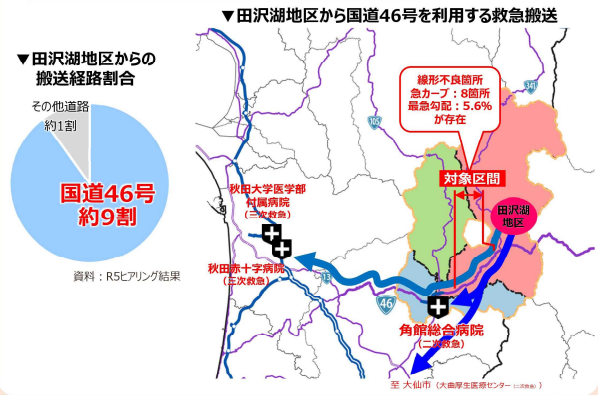 ▼田沢湖地区からの
搬送経路割合
その他道路
約1割
国道46号
約9割
資料：R5ヒアリング結果
▼田沢湖地区から国道46号を利用する救急搬送
線形不良箇所
急カーブ：8箇所
最急勾配：5.6%
が存在
341
105
対象区間
田沢湖
地区
秋田大学医学部
付属病院
（三次救急）
秋田赤十字病院
（三次救急）
13
46
角館総合病院
（二次救急）
至 大仙市（大曲厚生医療センター（二次救急））